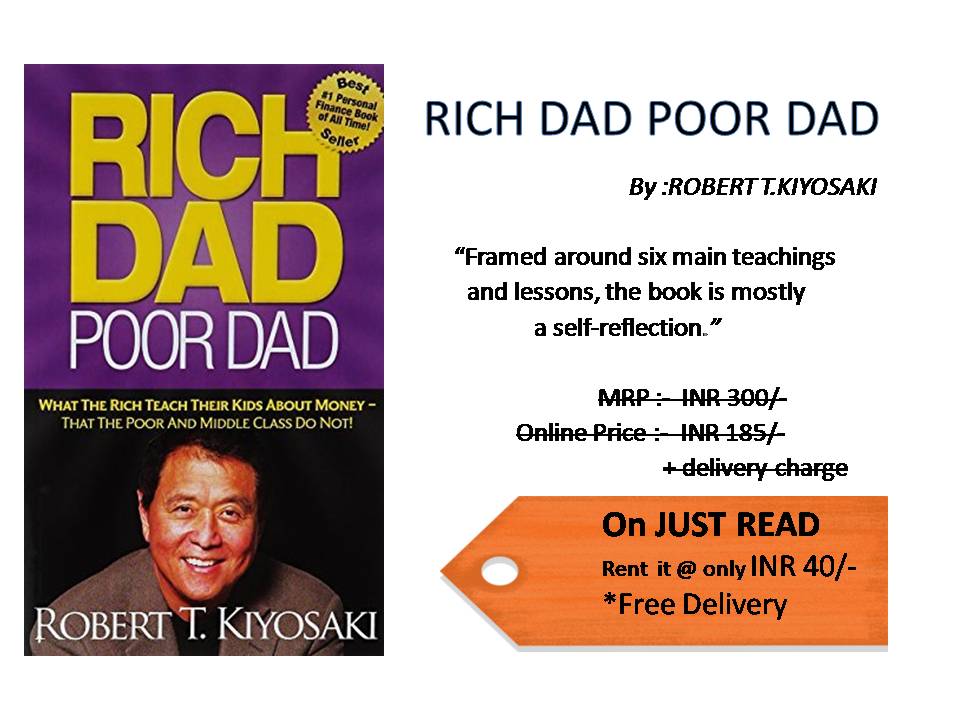 Best
#1 Personal
Finance Book
of All Time!
Seller
RICH
DAD
POOR DAD
WHAT THE RICH TEACH THEIR KIDS ABOUT MONEY –
THAT THE POOR AND MIDDLE CLASS DO NOT!
ROBERT T. KIYOSAKI
RICH DAD POOR DAD
By :ROBERT T.KIYOSAKI
“Framed around six main teachings
and lessons, the book is mostly
a self-reflection.”
MRP :- INR 300/-
Online Price :- INR 185/-
+ delivery charge
On JUST READ
Rent it @ only INR 40/-
*Free Delivery